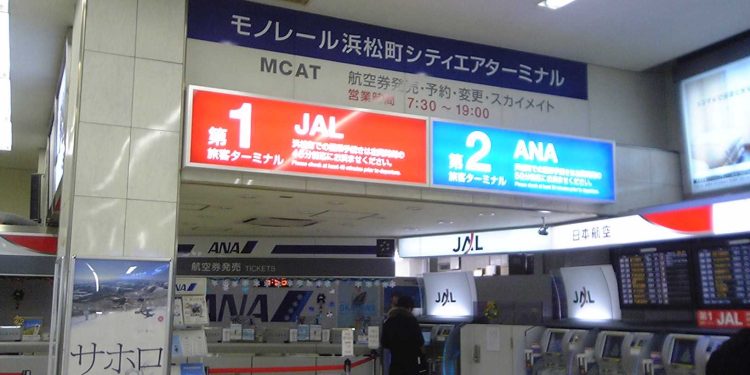 モノレール浜松町シティエアターミナル
MCAT
航空券発売・予約・変更・スカイメイト
営業時間 7:30～19:00
第1
旅客ターミナル
JAL
第2
旅客ターミナル
ANA
ANA
航空券発売 TICKETS
ANA
JAL
日本航空
JAL
JAL
第1 JAL
サホロ